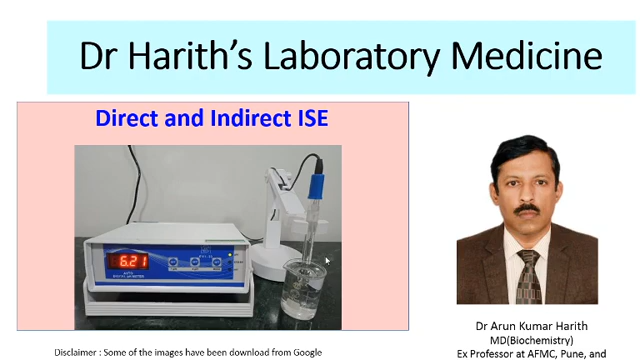 Dr Harith's Laboratory Medicine
Direct and Indirect ISE
6.21
Dr Arun Kumar Harith
MD(Biochemistry)
Ex Professor at AFMC, Pune, and
Disclaimer : Some of the images have been download from Google